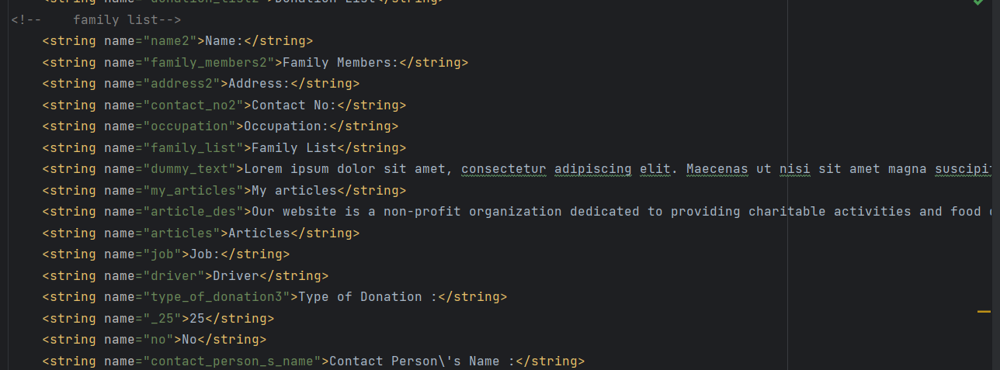 <string name="donation_list2">Donation List</string>
<!--    family list-->
<string name="name2">Name:</string>
<string name="family_members2">Family Members:</string>
<string name="address2">Address:</string>
<string name="contact_no2">Contact No:</string>
<string name="occupation">Occupation:</string>
<string name="family_list">Family List</string>
<string name="dummy_text">Lorem ipsum dolor sit amet, consectetur adipiscing elit. Maecenas ut nisi sit amet magna suscipi
<string name="my_articles">My articles</string>
<string name="article_des">Our website is a non-profit organization dedicated to providing charitable activities and food
<string name="articles">Articles</string>
<string name="job">Job:</string>
<string name="driver">Driver</string>
<string name="type_of_donation3">Type of Donation :</string>
<string name="_25">25</string>
<string name="no">No</string>
<string name="contact_person_s_name">Contact Person\'s Name :</string>